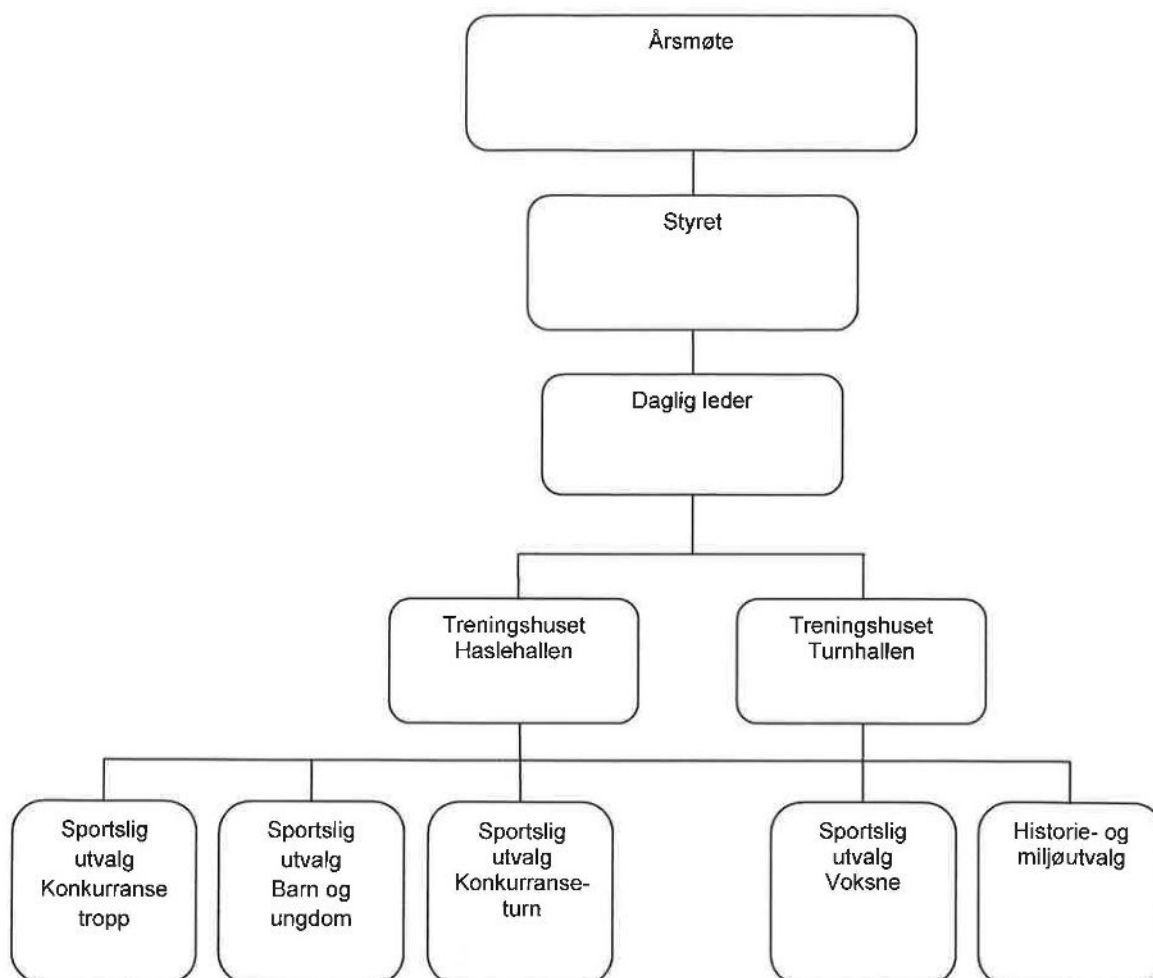 Årsmøte
Styret
Daglig leder
Treningshuset
Haslehallen
Treningshuset
Turnhallen
Sportslig
utvalg
Konkurranse
tropp
Sportslig
utvalg
Barn og
ungdom
Sportslig
utvalg
Konkurranse-
turn
Sportslig
utvalg
Voksne
Historie- og
miljøutvalg